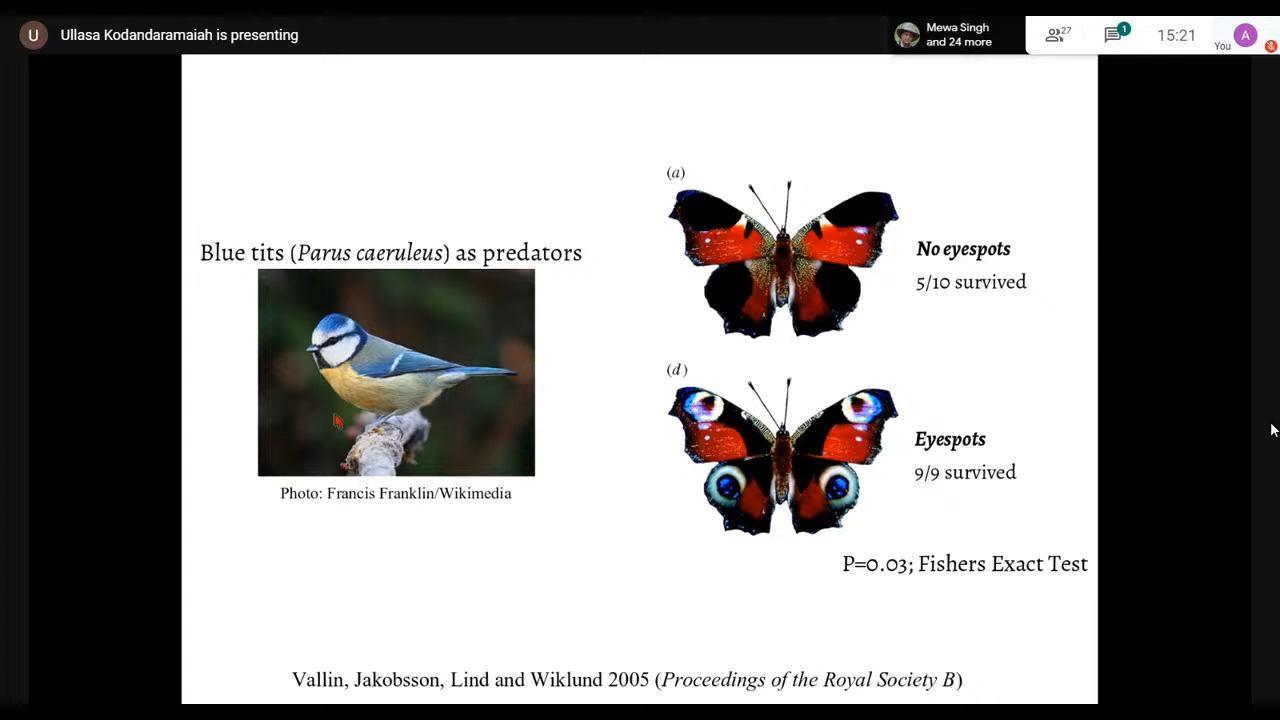 U
Ullasa Kodandaramaiah is presenting
Mewa Singh
and 24 more
27
1
15:21
You
A
(a)
No eyespots
5/10 survived
Blue tits (Parus caeruleus) as predators
Photo: Francis Franklin/Wikimedia
(d)
Eyespots
9/9 survived
P=0.03; Fishers Exact Test
Vallin, Jakobsson, Lind and Wiklund 2005 (Proceedings of the Royal Society B)